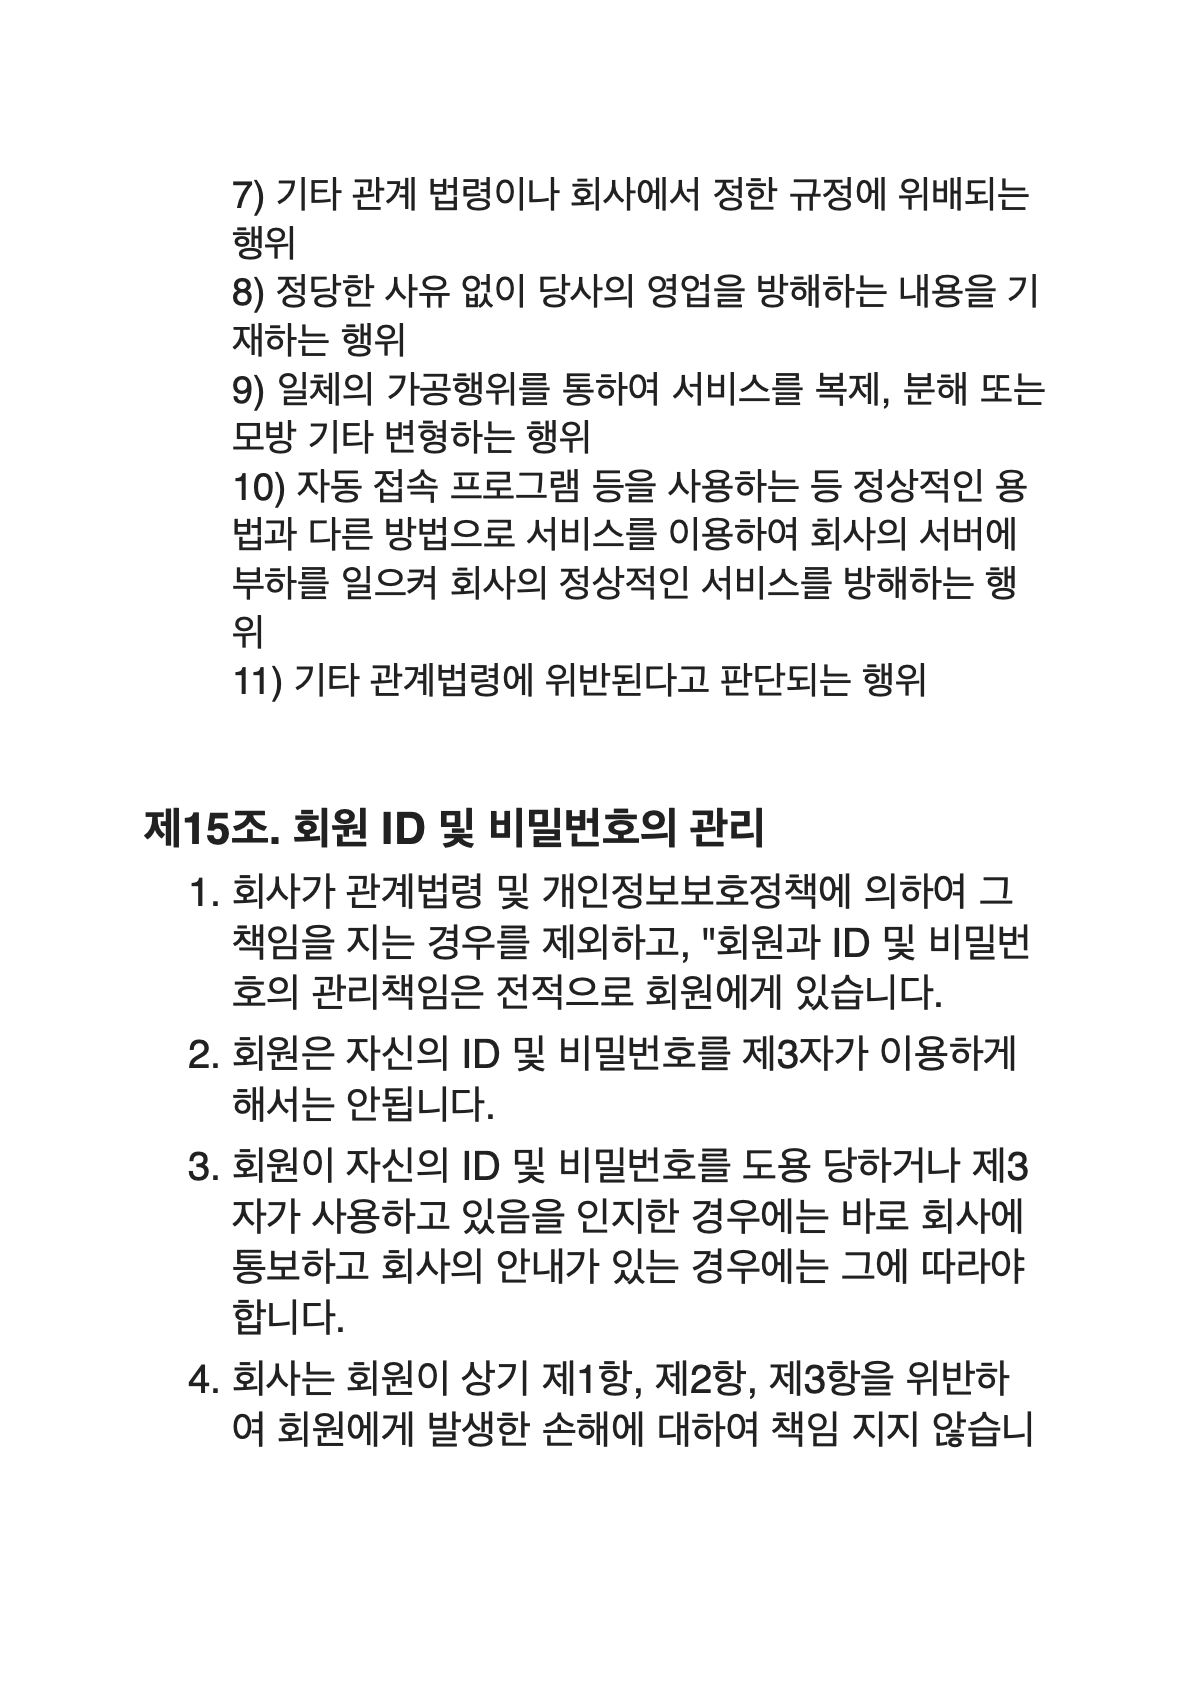 7) 기타 관계 법령이나 회사에서 정한 규정에 위배되는
행위
8) 정당한 사유 없이 당사의 영업을 방해하는 내용을 기
재하는 행위
9) 일체의 가공행위를 통하여 서비스를 복제, 분해 또는
모방 기타 변형하는 행위
10) 자동 접속 프로그램 등을 사용하는 등 정상적인 용
법과 다른 방법으로 서비스를 이용하여 회사의 서버에
부하를 일으켜 회사의 정상적인 서비스를 방해하는 행
위
11) 기타 관계법령에 위반된다고 판단되는 행위
제15조. 회원 ID 및 비밀번호의 관리
1. 회사가 관계법령 및 개인정보보호정책에 의하여 그
책임을 지는 경우를 제외하고, "회원과 ID 및 비밀번
호의 관리책임은 전적으로 회원에게 있습니다.
2. 회원은 자신의 ID 및 비밀번호를 제3자가 이용하게
해서는 안됩니다.
3. 회원이 자신의 ID 및 비밀번호를 도용 당하거나 제3
자가 사용하고 있음을 인지한 경우에는 바로 회사에
통보하고 회사의 안내가 있는 경우에는 그에 따라야
합니다.
4. 회사는 회원이 상기 제1항, 제2항, 제3항을 위반하
여 회원에게 발생한 손해에 대하여 책임 지지 않습니